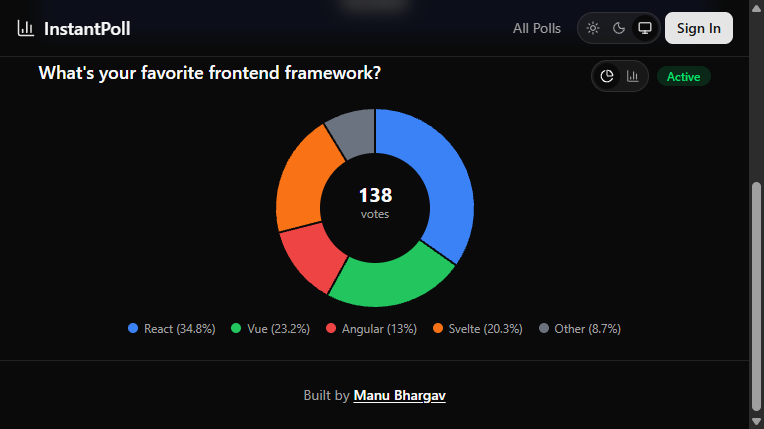 InstantPoll
All Polls
Sign In
What's your favorite frontend framework?
Active
138
votes
React (34.8%)
Vue (23.2%)
Angular (13%)
Svelte (20.3%)
Other (8.7%)
Built by Manu Bhargav